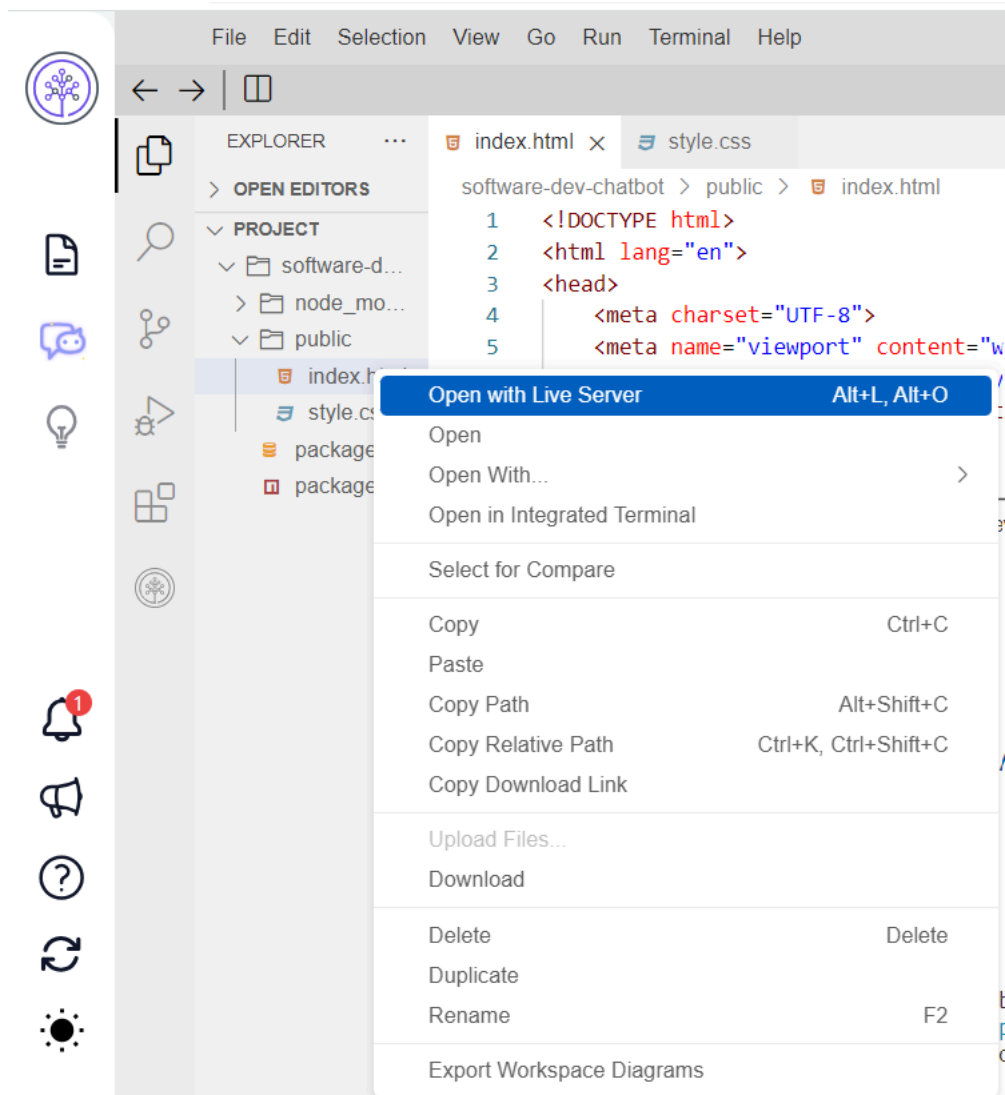 File Edit Selection View Go Run Terminal Help
EXPLORER ...
index.html
style.css
OPEN EDITORS
software-dev-chatbot > public > index.html
PROJECT
software-d...
node_mo...
public
index.h
style.c
package
package
1 <!DOCTYPE html>
2 <html lang="en">
3 <head>
4 <meta charset="UTF-8">
5 <meta name="viewport" content="w
Open with Live Server Alt+L, Alt+O
Open
Open With...
Open in Integrated Terminal
Select for Compare
Copy Ctrl+C
Paste
Copy Path Alt+Shift+C
Copy Relative Path Ctrl+K, Ctrl+Shift+C
Copy Download Link
Upload Files...
Download
Delete Delete
Duplicate
Rename F2
Export Workspace Diagrams
1